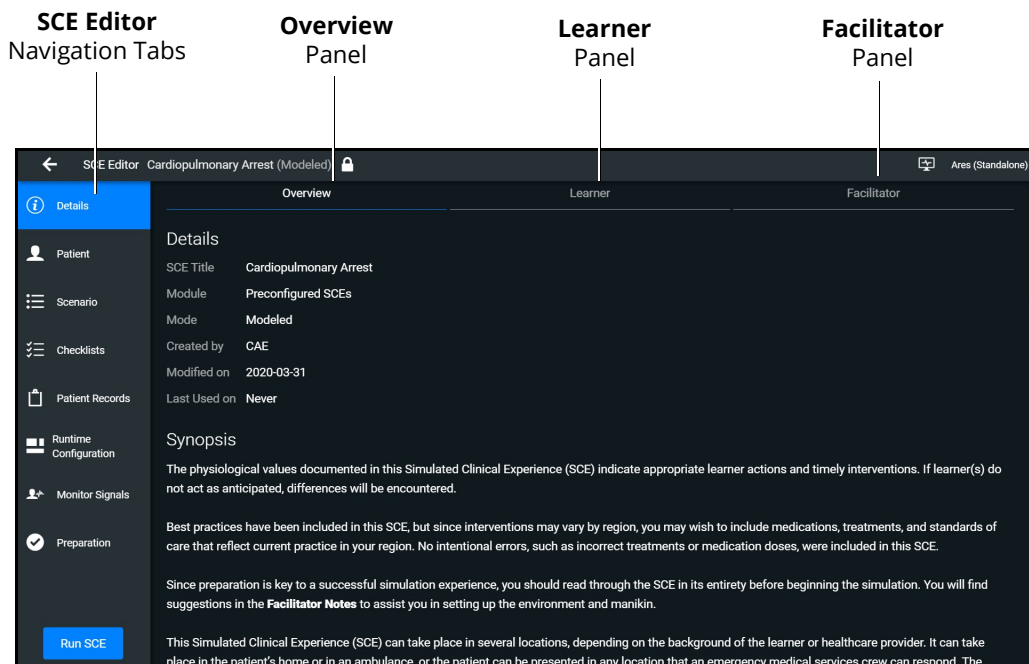 SCE Editor
Navigation Tabs
Overview
Panel
Learner
Panel
Facilitator
Panel
SCE Editor Cardiopulmonary Arrest (Modeled)
Ares (Standalone)
Details
Patient
Scenario
Checklists
Patient Records
Runtime
Configuration
Monitor Signals
Preparation
Run SCE
Overview
Learner
Facilitator
Details
SCE Title Cardiopulmonary Arrest
Module Preconfigured SCEs
Mode Modeled
Created by CAE
Modified on 2020-03-31
Last Used on Never
Synopsis
The physiological values documented in this Simulated Clinical Experience (SCE) indicate appropriate learner actions and timely interventions. If learner(s) do
not act as anticipated, differences will be encountered.
Best practices have been included in this SCE, but since interventions may vary by region, you may wish to include medications, treatments, and standards of
care that reflect current practice in your region. No intentional errors, such as incorrect treatments or medication doses, were included in this SCE.
Since preparation is key to a successful simulation experience, you should read through the SCE in its entirety before beginning the simulation. You will find
suggestions in the Facilitator Notes to assist you in setting up the environment and manikin.
This Simulated Clinical Experience (SCE) can take place in several locations, depending on the background of the learner or healthcare provider. It can take
place in the patient's home or in an ambulance, or the patient can be presented in any location that an emergency medical services crew can respond. The